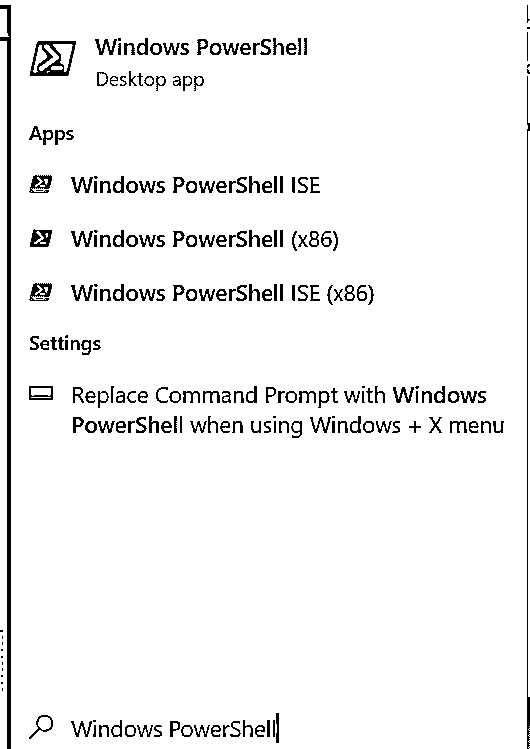 Windows PowerShell
Desktop app
Apps
Windows PowerShell ISE
Windows PowerShell (x86)
Windows PowerShell ISE (x86)
Settings
Replace Command Prompt with Windows
PowerShell when using Windows + X menu
Windows PowerShell